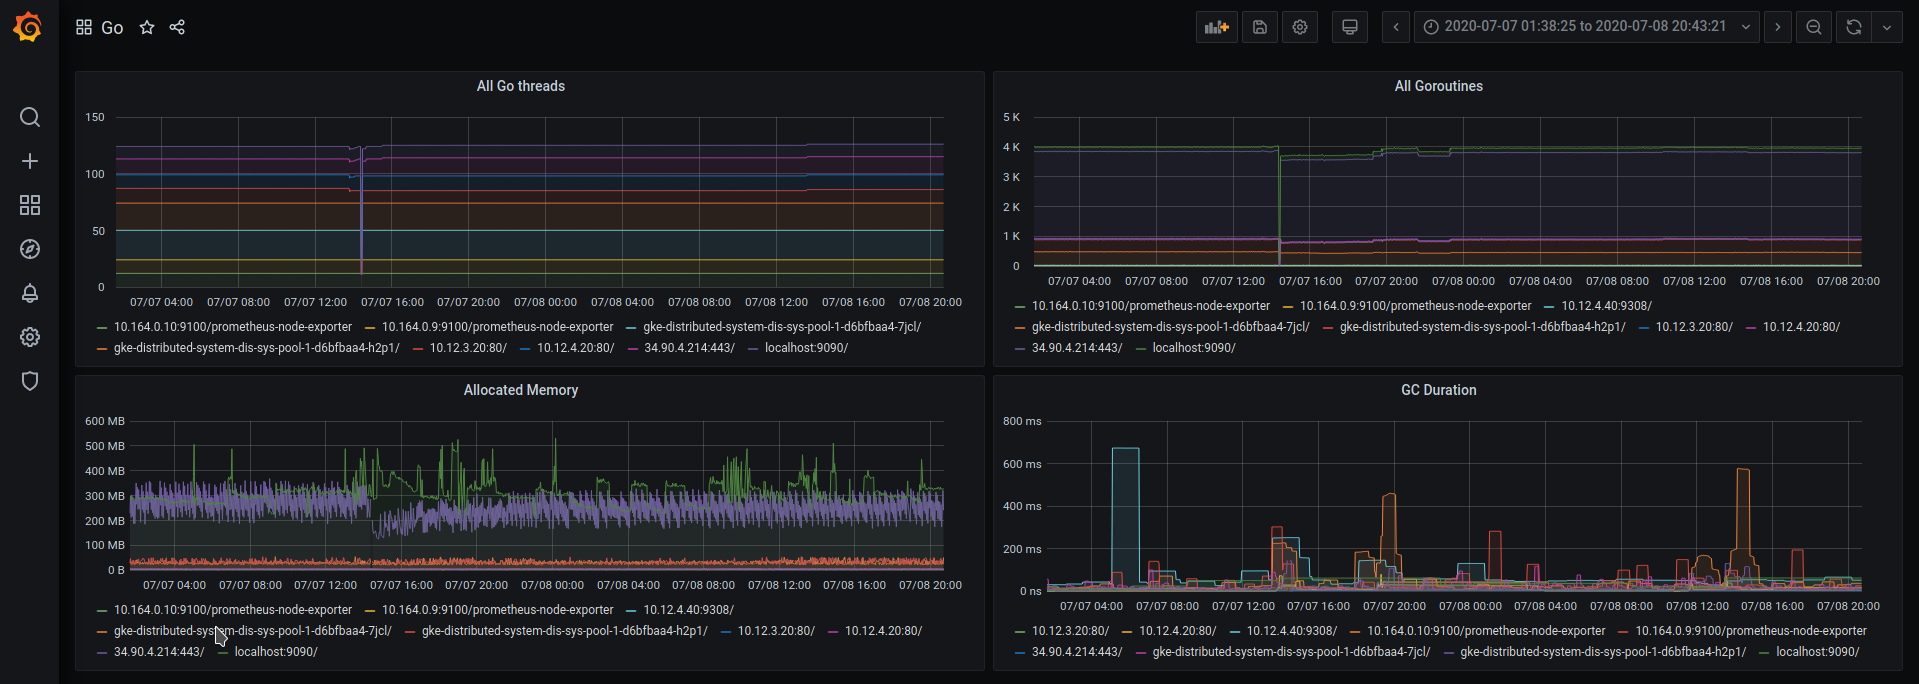 Go
2020-07-07 01:38:25 to 2020-07-08 20:43:21
All Go threads
150
100
50
0
07/07 04:00 07/07 08:00 07/07 12:00 07/07 16:00 07/07 20:00 07/08 00:00 07/08 04:00 07/08 08:00 07/08 12:00 07/08 16:00 07/08 20:00
10.164.0.10:9100/prometheus-node-exporter 10.164.0.9:9100/prometheus-node-exporter gke-distributed-system-dis-sys-pool-1-d6bfbaa4-7jcl/
gke-distributed-system-dis-sys-pool-1-d6bfbaa4-h2p1/ 10.12.3.20:80/ 10.12.4.20:80/ 34.90.4.214:443/ localhost:9090/
All Goroutines
5 K
4 K
3 K
2 K
1 K
0
07/07 04:00 07/07 08:00 07/07 12:00 07/07 16:00 07/07 20:00 07/08 00:00 07/08 04:00 07/08 08:00 07/08 12:00 07/08 16:00 07/08 20:00
10.164.0.10:9100/prometheus-node-exporter 10.164.0.9:9100/prometheus-node-exporter 10.12.4.40:9308/
gke-distributed-system-dis-sys-pool-1-d6bfbaa4-7jcl/ gke-distributed-system-dis-sys-pool-1-d6bfbaa4-h2p1/ 10.12.3.20:80/ 10.12.4.20:80/
34.90.4.214:443/ localhost:9090/
Allocated Memory
600 MB
500 MB
400 MB
300 MB
200 MB
100 MB
0 B
07/07 04:00 07/07 08:00 07/07 12:00 07/07 16:00 07/07 20:00 07/08 00:00 07/08 04:00 07/08 08:00 07/08 12:00 07/08 16:00 07/08 20:00
10.164.0.10:9100/prometheus-node-exporter 10.164.0.9:9100/prometheus-node-exporter 10.12.4.40:9308/
gke-distributed-system-dis-sys-pool-1-d6bfbaa4-7jcl/ gke-distributed-system-dis-sys-pool-1-d6bfbaa4-h2p1/ 10.12.3.20:80/ 10.12.4.20:80/
34.90.4.214:443/ localhost:9090/
GC Duration
800 ms
600 ms
400 ms
200 ms
0 ns
07/07 04:00 07/07 08:00 07/07 12:00 07/07 16:00 07/07 20:00 07/08 00:00 07/08 04:00 07/08 08:00 07/08 12:00 07/08 16:00 07/08 20:00
10.12.3.20:80/ 10.12.4.20:80/ 10.12.4.40:9308/ 10.164.0.10:9100/prometheus-node-exporter 10.164.0.9:9100/prometheus-node-exporter
34.90.4.214:443/ gke-distributed-system-dis-sys-pool-1-d6bfbaa4-7jcl/ gke-distributed-system-dis-sys-pool-1-d6bfbaa4-h2p1/ localhost:9090/